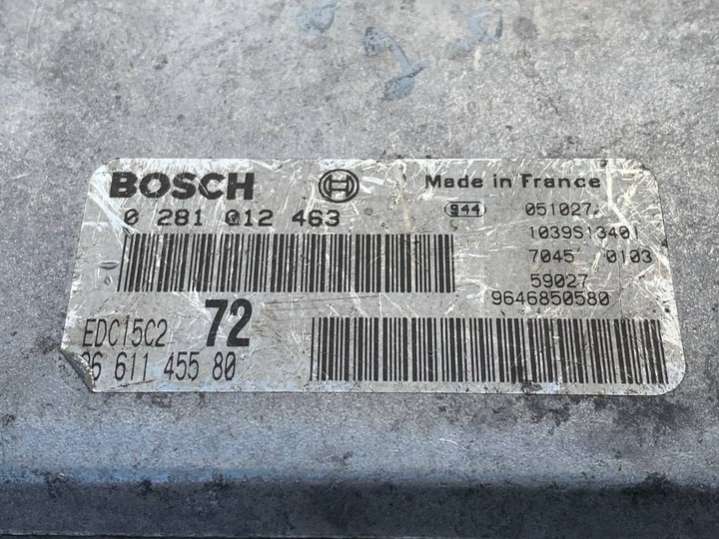 BOSCH
Made in France
0 281 012 463
944
051027
1039S13401
7045 0103
59027
9646850580
EDC15C2
72
96 611 455 80